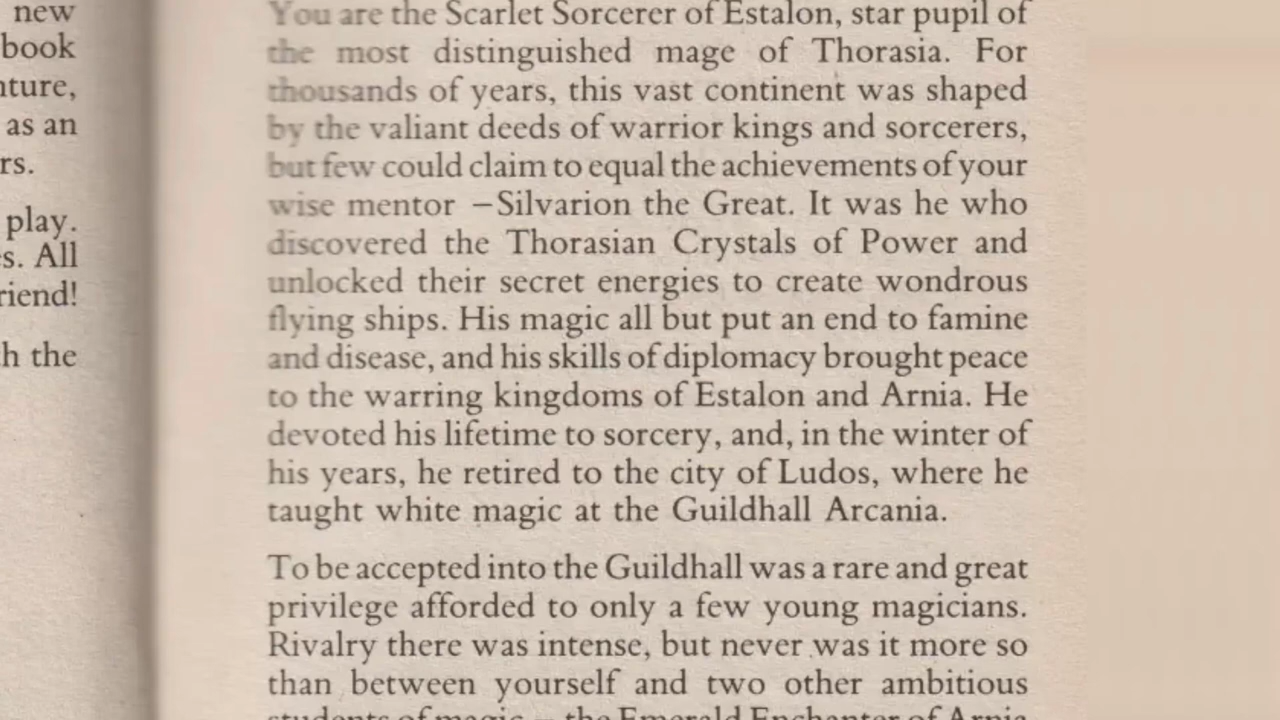 new
book
nture,
as an
rs.
play.
s. All
riend!
h the
You are the Scarlet Sorcerer of Estalon, star pupil of
the most distinguished mage of Thorasia. For
thousands of years, this vast continent was shaped
by the valiant deeds of warrior kings and sorcerers,
but few could claim to equal the achievements of your
wise mentor –Silvarion the Great. It was he who
discovered the Thorasian Crystals of Power and
unlocked their secret energies to create wondrous
flying ships. His magic all but put an end to famine
and disease, and his skills of diplomacy brought peace
to the warring kingdoms of Estalon and Arnia. He
devoted his lifetime to sorcery, and, in the winter of
his years, he retired to the city of Ludos, where he
taught white magic at the Guildhall Arcania.
To be accepted into the Guildhall was a rare and great
privilege afforded to only a few young magicians.
Rivalry there was intense, but never was it more so
than between yourself and two other ambitious
students of magic – the Emerald Enchanter of Arnia